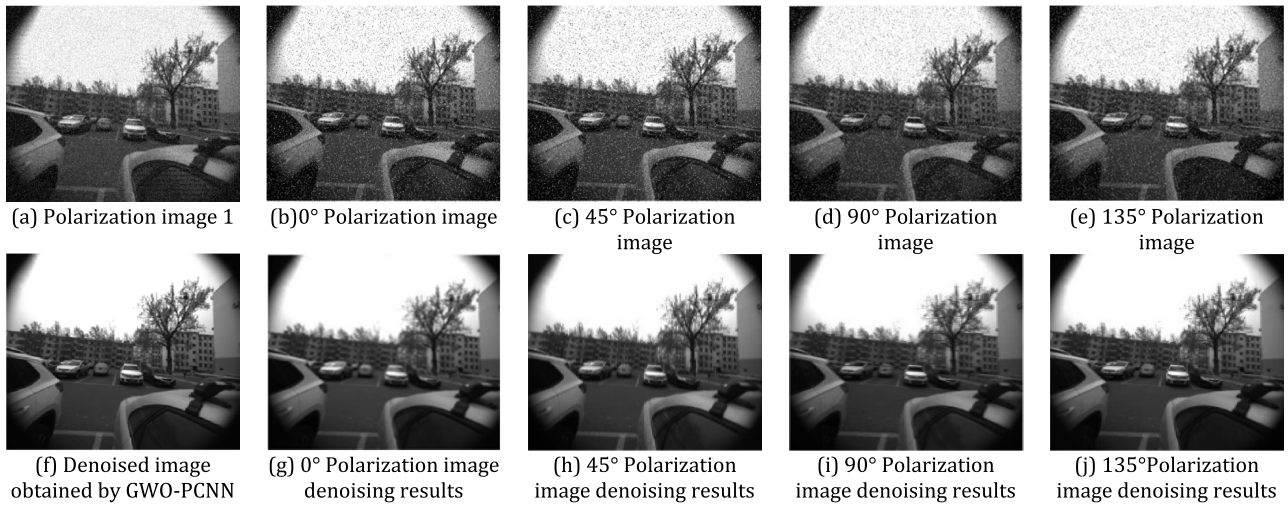 (a) Polarization image 1
(b)0° Polarization image
(c) 45° Polarization
image
(d) 90° Polarization
image
(e) 135° Polarization
image
(f) Denoised image
obtained by GWO-PCNN
(g) 0° Polarization image
denoising results
(h) 45° Polarization
image denoising results
(i) 90° Polarization
image denoising results
(j) 135°Polarization
image denoising results